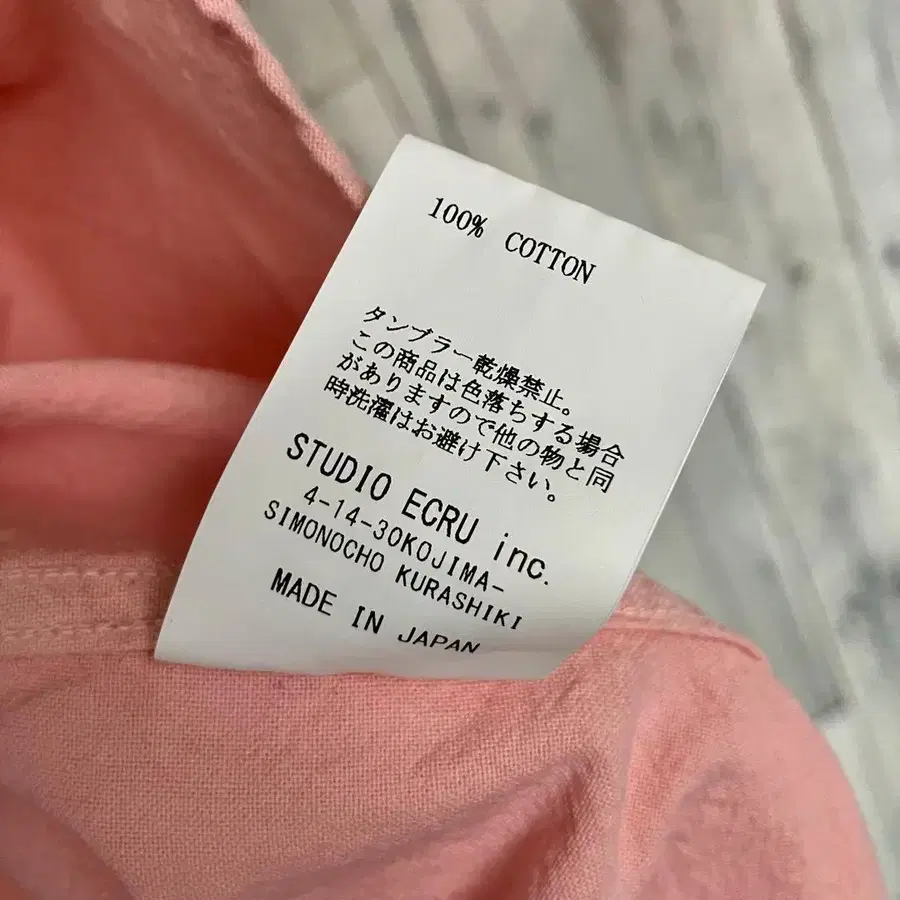 100% COTTON
タンブラー乾燥禁止。
この商品は色落ちする場合
がありますので他の物と同
時洗濯はお避け下さい。
STUDIO ECRU inc.
4-14-30KOJIMA-
SIMONOCHO KURASHIKI
MADE IN JAPAN